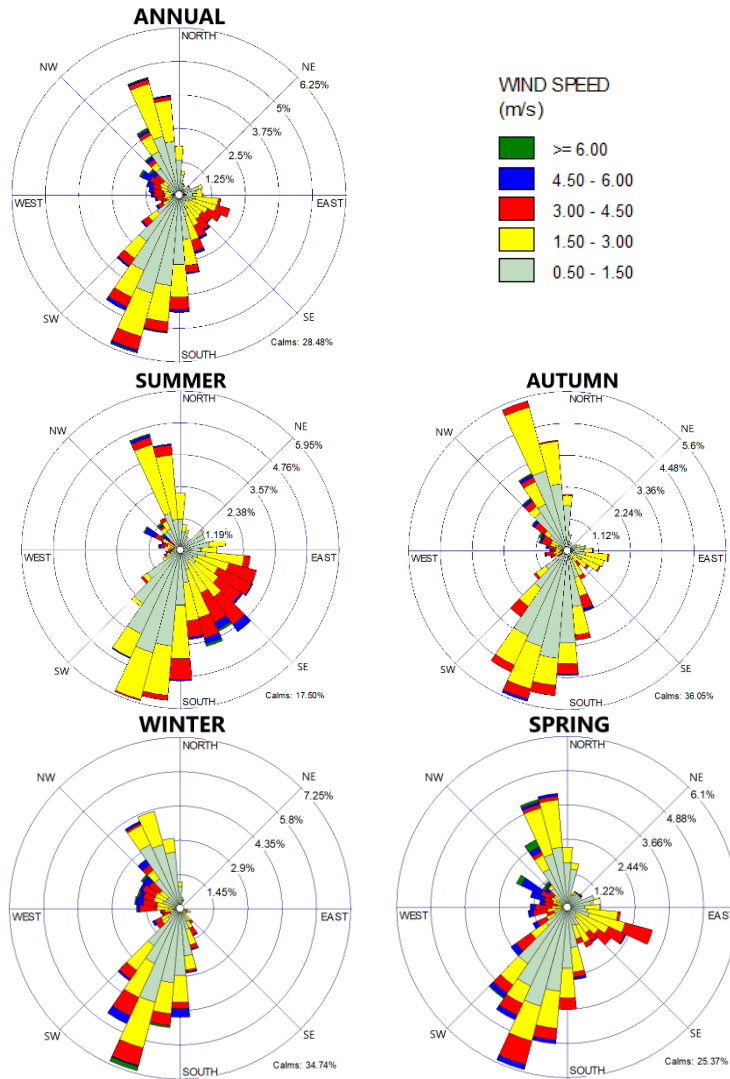 ANNUAL
NORTH
NW
NE
6.25%
5%
3.75%
2.5%
1.25%
WEST
EAST
SW
SE
SOUTH
Calms: 28.48%
WIND SPEED
(m/s)
>= 6.00
4.50 - 6.00
3.00 - 4.50
1.50 - 3.00
0.50 - 1.50
SUMMER
NORTH
NW
NE
5.95%
4.76%
3.57%
2.38%
1.19%
WEST
EAST
SW
SE
SOUTH
Calms: 17.50%
AUTUMN
NORTH
NW
NE
5.6%
4.48%
3.36%
2.24%
1.12%
WEST
EAST
SW
SE
SOUTH
Calms: 36.05%
WINTER
NORTH
NW
NE
7.25%
5.8%
4.35%
2.9%
1.45%
WEST
EAST
SW
SE
SOUTH
Calms: 34.74%
SPRING
NORTH
NW
NE
6.1%
4.88%
3.66%
2.44%
1.22%
WEST
EAST
SW
SE
SOUTH
Calms: 25.37%